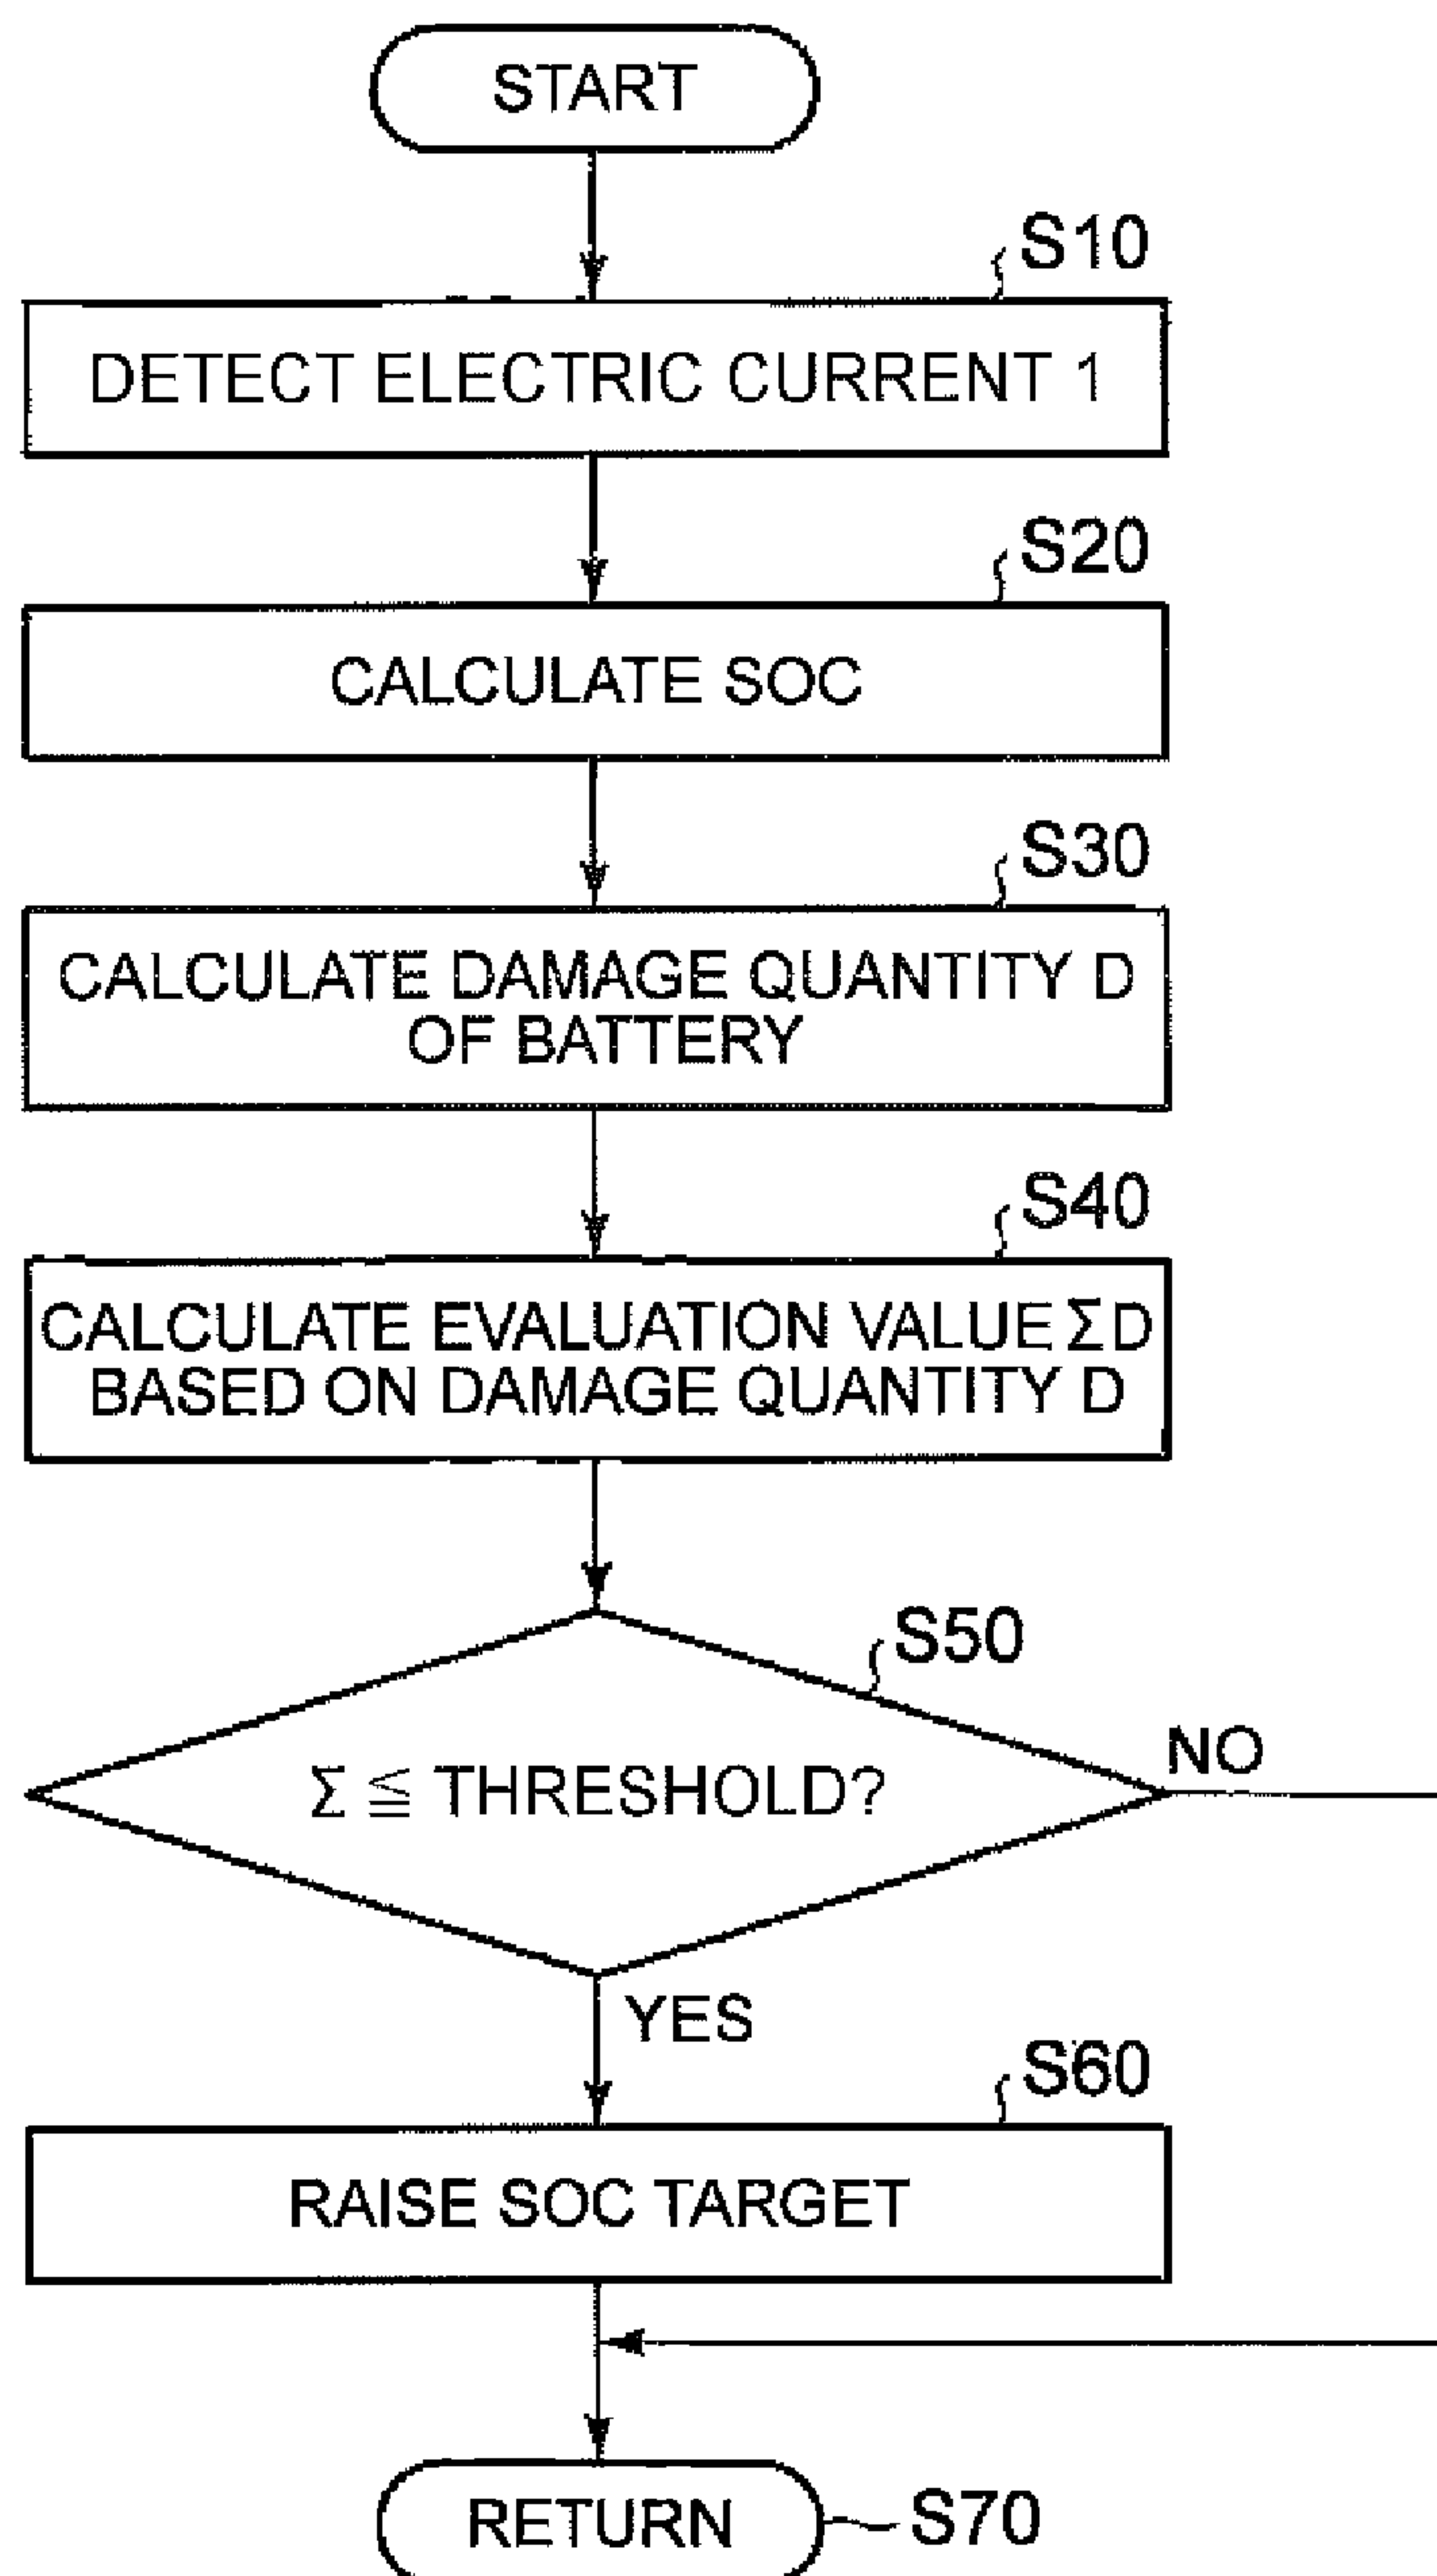 START
S10
DETECT ELECTRIC CURRENT 1
S20
CALCULATE SOC
S30
CALCULATE DAMAGE QUANTITY D
OF BATTERY
S40
CALCULATE EVALUATION VALUE ΣD
BASED ON DAMAGE QUANTITY D
S50
Σ ≦ THRESHOLD?
NO
YES
S60
RAISE SOC TARGET
RETURN
S70